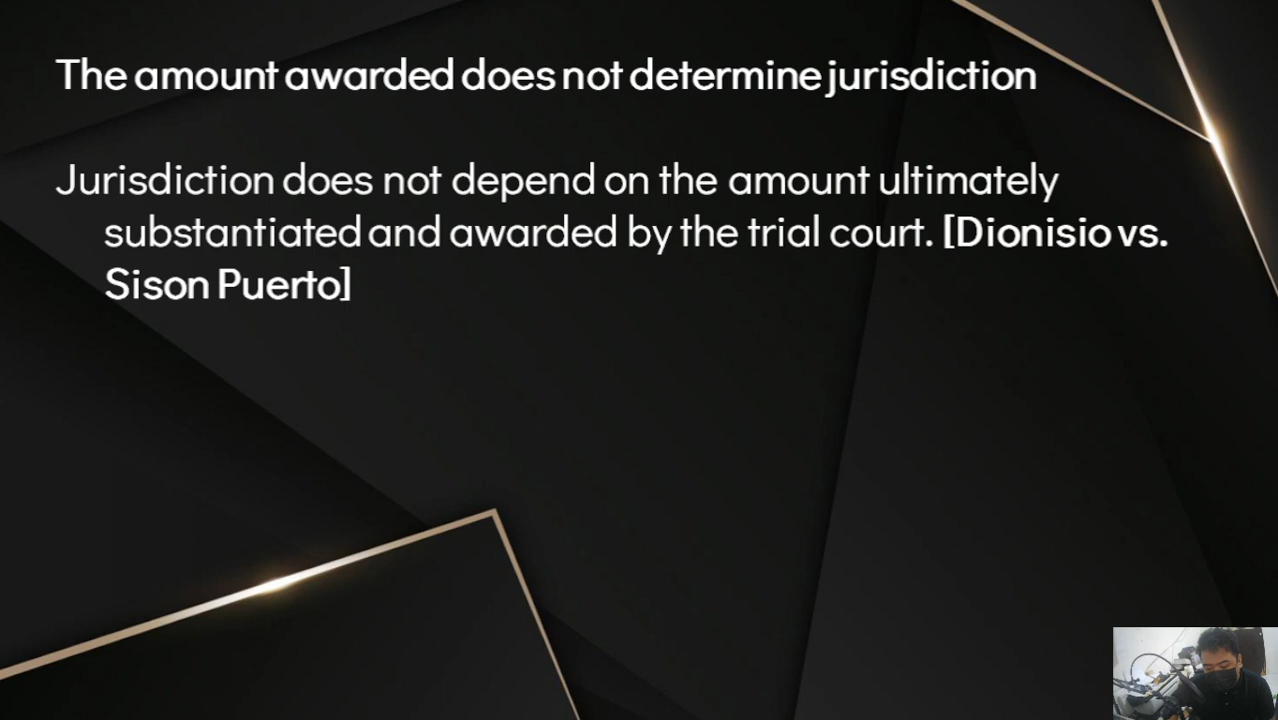 The amount awarded does not determine jurisdiction
Jurisdiction does not depend on the amount ultimately
substantiated and awarded by the trial court. [Dionisio vs.
Sison Puerto]